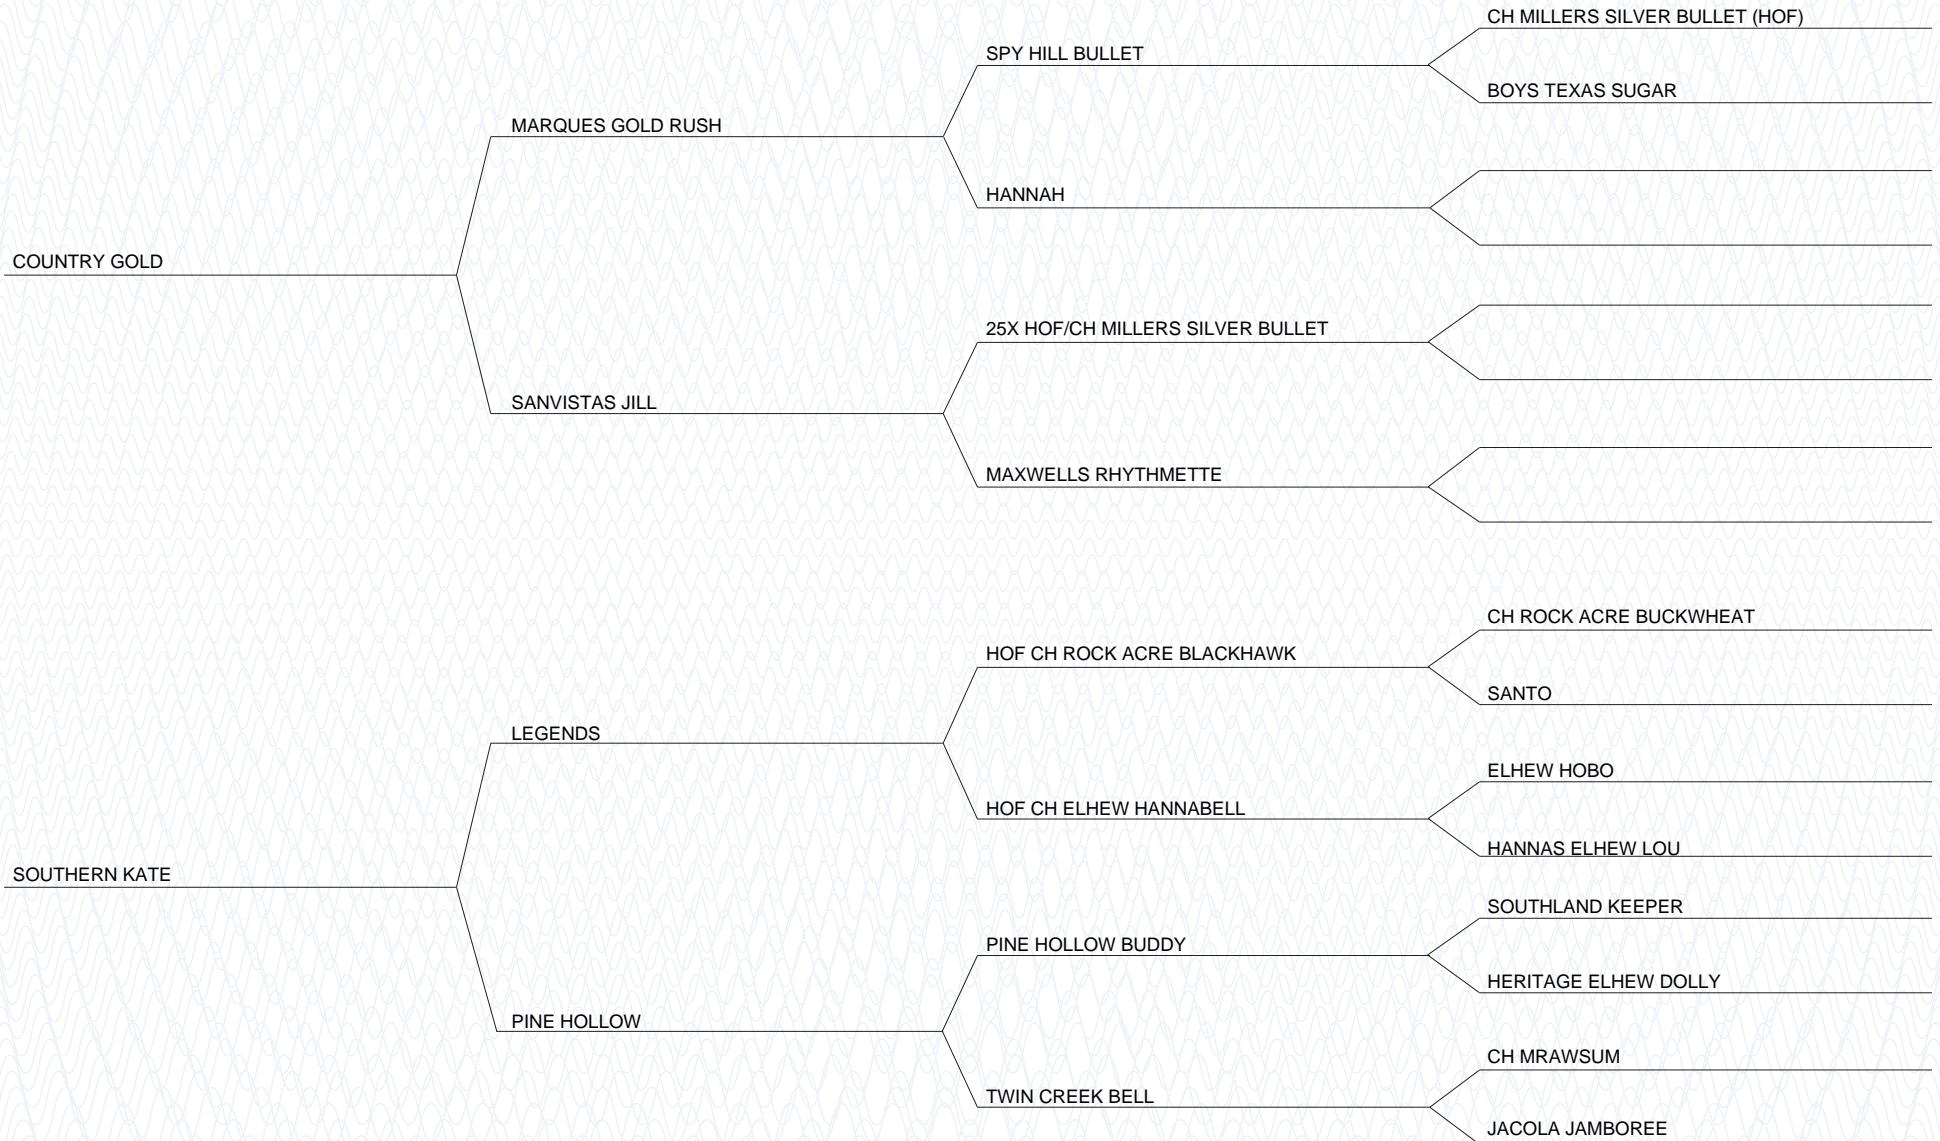 CH MILLERS SILVER BULLET (HOF)
SPY HILL BULLET
BOYS TEXAS SUGAR
MARQUES GOLD RUSH
HANNAH
COUNTRY GOLD
25X HOF/CH MILLERS SILVER BULLET
SANVISTAS JILL
MAXWELLS RHYTHMETTE
CH ROCK ACRE BUCKWHEAT
HOF CH ROCK ACRE BLACKHAWK
SANTO
LEGENDS
ELHEW HOBO
HOF CH ELHEW HANNABELL
HANNAS ELHEW LOU
SOUTHERN KATE
SOUTHLAND KEEPER
PINE HOLLOW BUDDY
HERITAGE ELHEW DOLLY
PINE HOLLOW
CH MRAWSUM
TWIN CREEK BELL
JACOLA JAMBOREE